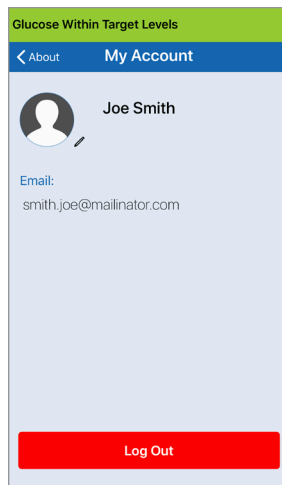 Glucose Within Target Levels
About
My Account
Joe Smith
Email:
smith.joe@mailinator.com
Log Out